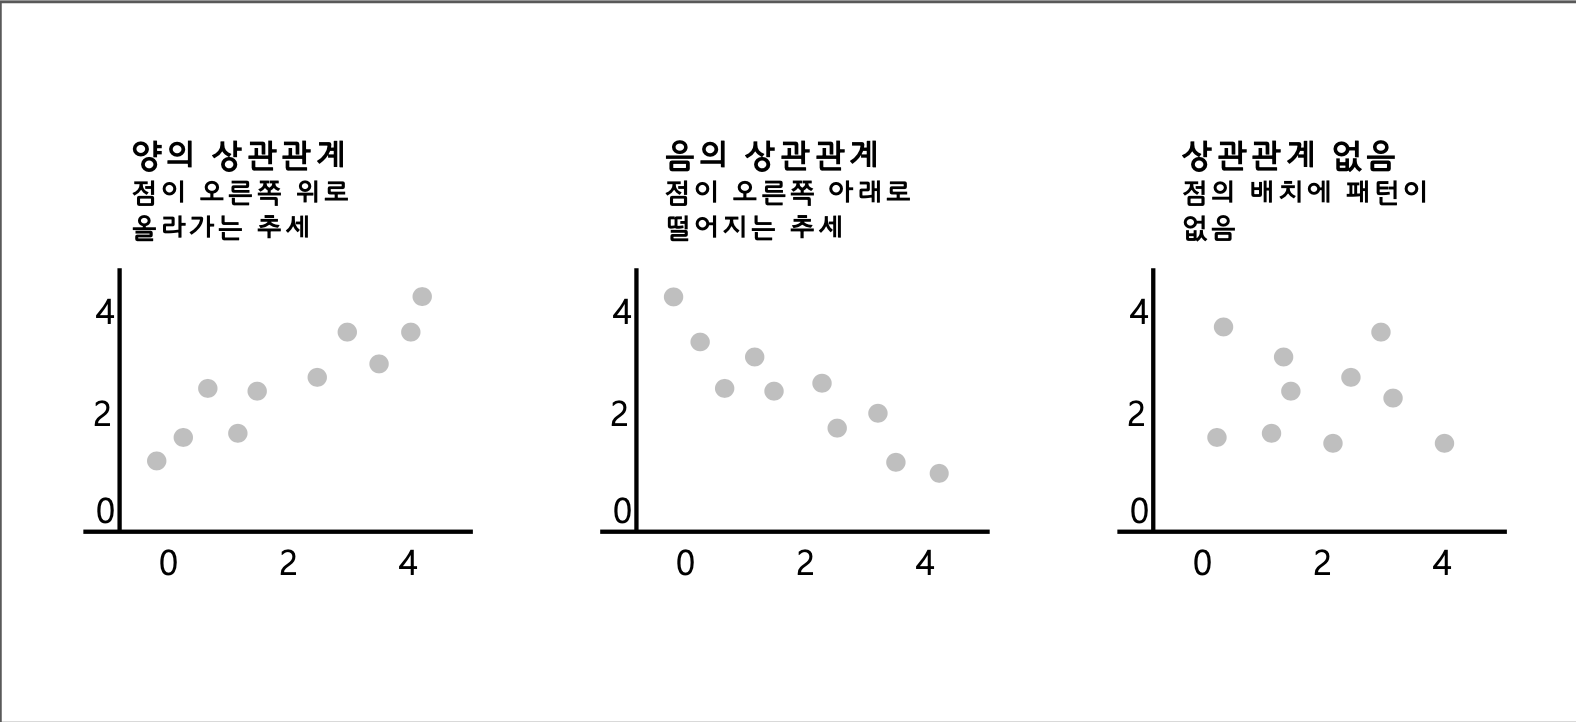 양의 상관관계
점이 오른쪽 위로
올라가는 추세
4
2
0
0 2 4
음의 상관관계
점이 오른쪽 아래로
떨어지는 추세
4
2
0
0 2 4
상관관계 없음
점의 배치에 패턴이
없음
4
2
0
0 2 4